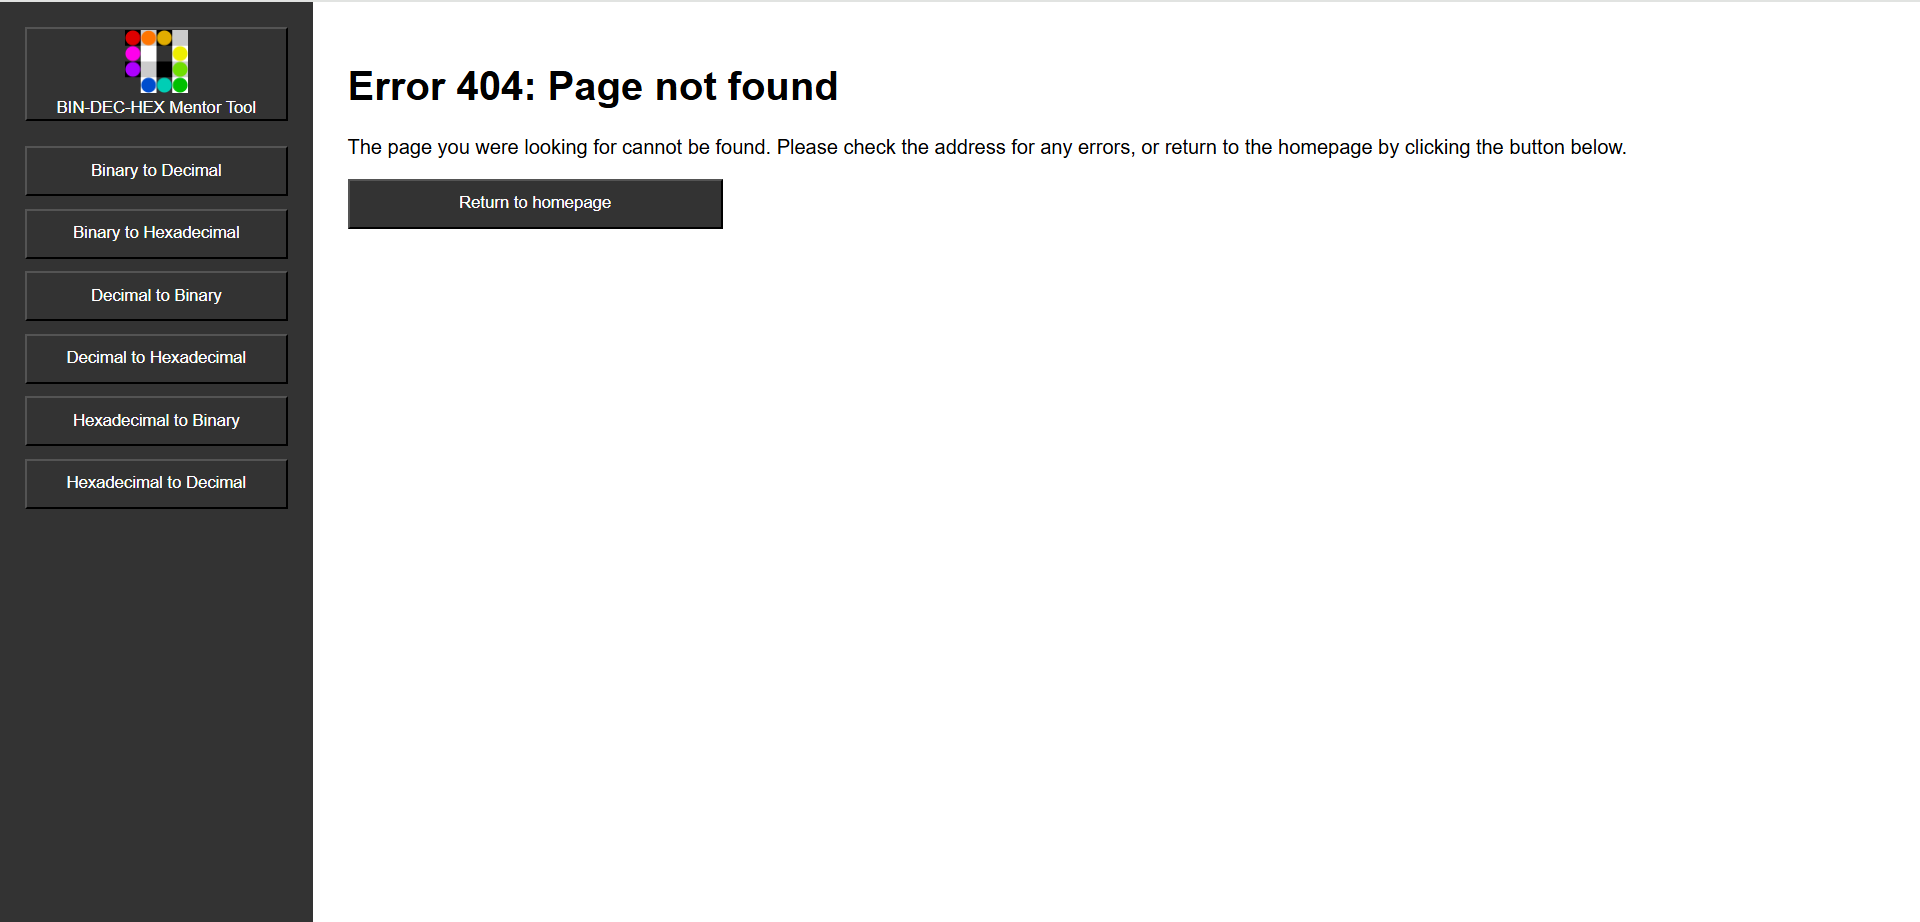 BIN-DEC-HEX Mentor Tool
Binary to Decimal
Binary to Hexadecimal
Decimal to Binary
Decimal to Hexadecimal
Hexadecimal to Binary
Hexadecimal to Decimal
Error 404: Page not found
The page you were looking for cannot be found. Please check the address for any errors, or return to the homepage by clicking the button below.
Return to homepage